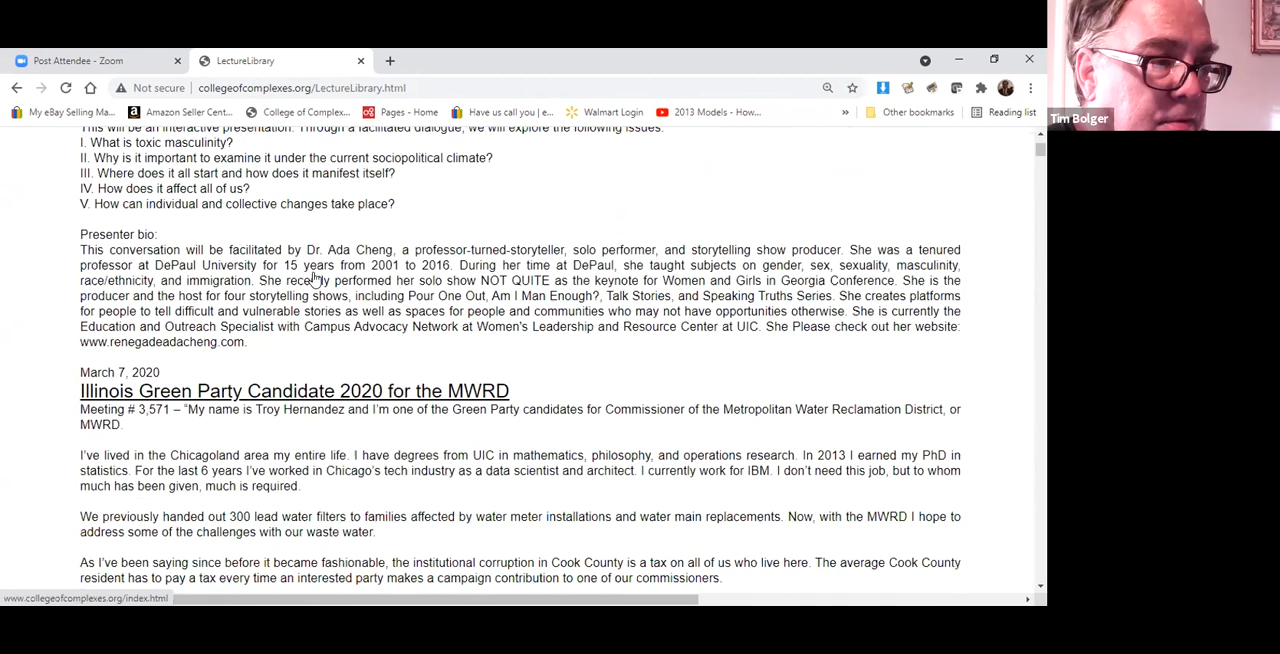 Post Attendee - Zoom
LectureLibrary
Not secure | collegeofcomplexes.org/LectureLibrary.html
My eBay Selling Ma...
Amazon Seller Cent...
College of Complex...
Pages - Home
Have us call you | e...
Walmart Login
2013 Models - How...
»
Other bookmarks
Reading list
Tim Bolger
This will be an interactive presentation. Through a facilitated dialogue, we will explore the following issues:
I. What is toxic masculinity?
II. Why is it important to examine it under the current sociopolitical climate?
III. Where does it all start and how does it manifest itself?
IV. How does it affect all of us?
V. How can individual and collective changes take place?
Presenter bio:
This conversation will be facilitated by Dr. Ada Cheng, a professor-turned-storyteller, solo performer, and storytelling show producer. She was a tenured
professor at DePaul University for 15 years from 2001 to 2016. During her time at DePaul, she taught subjects on gender, sex, sexuality, masculinity,
race/ethnicity, and immigration. She recently performed her solo show NOT QUITE as the keynote for Women and Girls in Georgia Conference. She is the
producer and the host for four storytelling shows, including Pour One Out, Am I Man Enough?, Talk Stories, and Speaking Truths Series. She creates platforms
for people to tell difficult and vulnerable stories as well as spaces for people and communities who may not have opportunities otherwise. She is currently the
Education and Outreach Specialist with Campus Advocacy Network at Women's Leadership and Resource Center at UIC. She Please check out her website:
www.renegadeadacheng.com.
March 7, 2020
Illinois Green Party Candidate 2020 for the MWRD
Meeting # 3,571 – “My name is Troy Hernandez and I’m one of the Green Party candidates for Commissioner of the Metropolitan Water Reclamation District, or
MWRD.
I’ve lived in the Chicagoland area my entire life. I have degrees from UIC in mathematics, philosophy, and operations research. In 2013 I earned my PhD in
statistics. For the last 6 years I’ve worked in Chicago’s tech industry as a data scientist and architect. I currently work for IBM. I don’t need this job, but to whom
much has been given, much is required.
We previously handed out 300 lead water filters to families affected by water meter installations and water main replacements. Now, with the MWRD I hope to
address some of the challenges with our waste water.
As I’ve been saying since before it became fashionable, the institutional corruption in Cook County is a tax on all of us who live here. The average Cook County
resident has to pay a tax every time an interested party makes a campaign contribution to one of our commissioners.
www.collegeofcomplexes.org/index.html